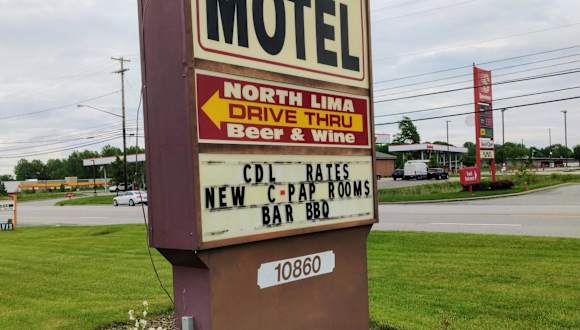 MOTEL
NORTH LIMA
DRIVE THRU
Beer & Wine
CDL RATES
NEW C-PAP ROOMS
BAR BBQ
10860